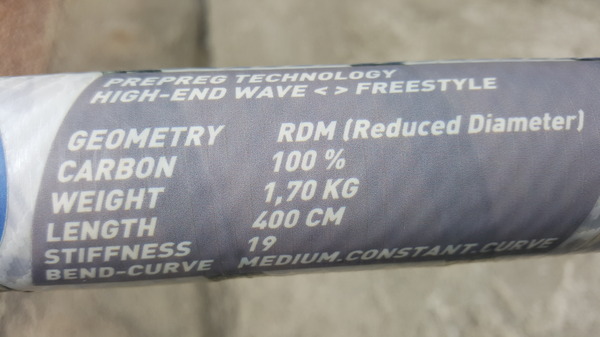 PREPREG TECHNOLOGY
HIGH-END WAVE < > FREESTYLE
GEOMETRY RDM (Reduced Diameter)
CARBON 100 %
WEIGHT 1,70 KG
LENGTH 400 CM
STIFFNESS 19
BEND-CURVE MEDIUM.CONSTANT.CURVE